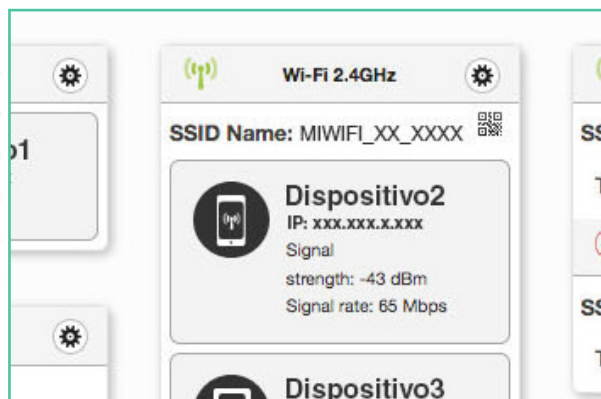 Wi-Fi 2.4GHz
SSID Name: MIWIFI_XX_XXXX
Dispositivo2
IP: xxx.xxx.x.xxx
Signal
strength: -43 dBm
Signal rate: 65 Mbps
Dispositivo3